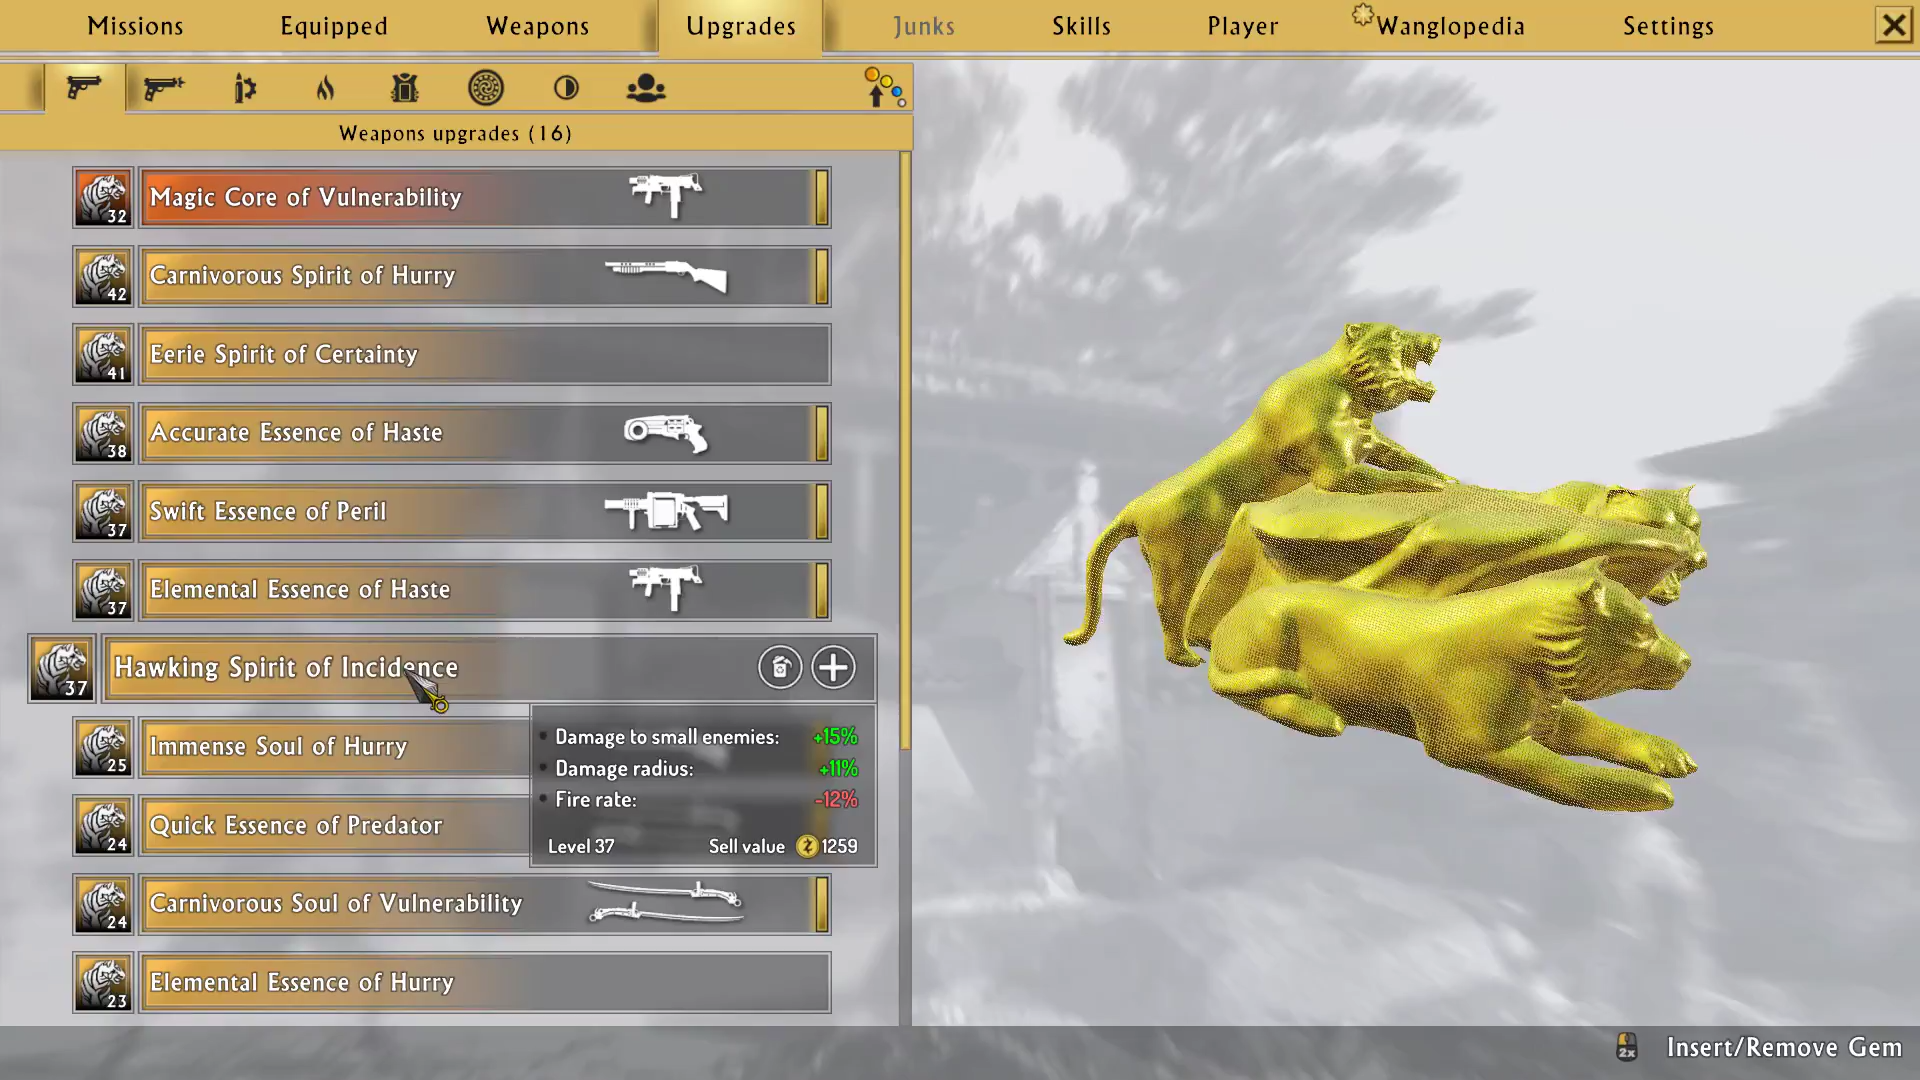 Missions Equipped Weapons Upgrades Junks Skills Player Wanglopedia Settings
Weapons upgrades (16)
32 Magic Core of Vulnerability
42 Carnivorous Spirit of Hurry
41 Eerie Spirit of Certainty
38 Accurate Essence of Haste
37 Swift Essence of Peril
37 Elemental Essence of Haste
37 Hawking Spirit of Incidence
Damage to small enemies: +15%
Damage radius: +11%
Fire rate: -12%
Level 37 Sell value 1259
25 Immense Soul of Hurry
24 Quick Essence of Predator
24 Carnivorous Soul of Vulnerability
23 Elemental Essence of Hurry
2x Insert/Remove Gem